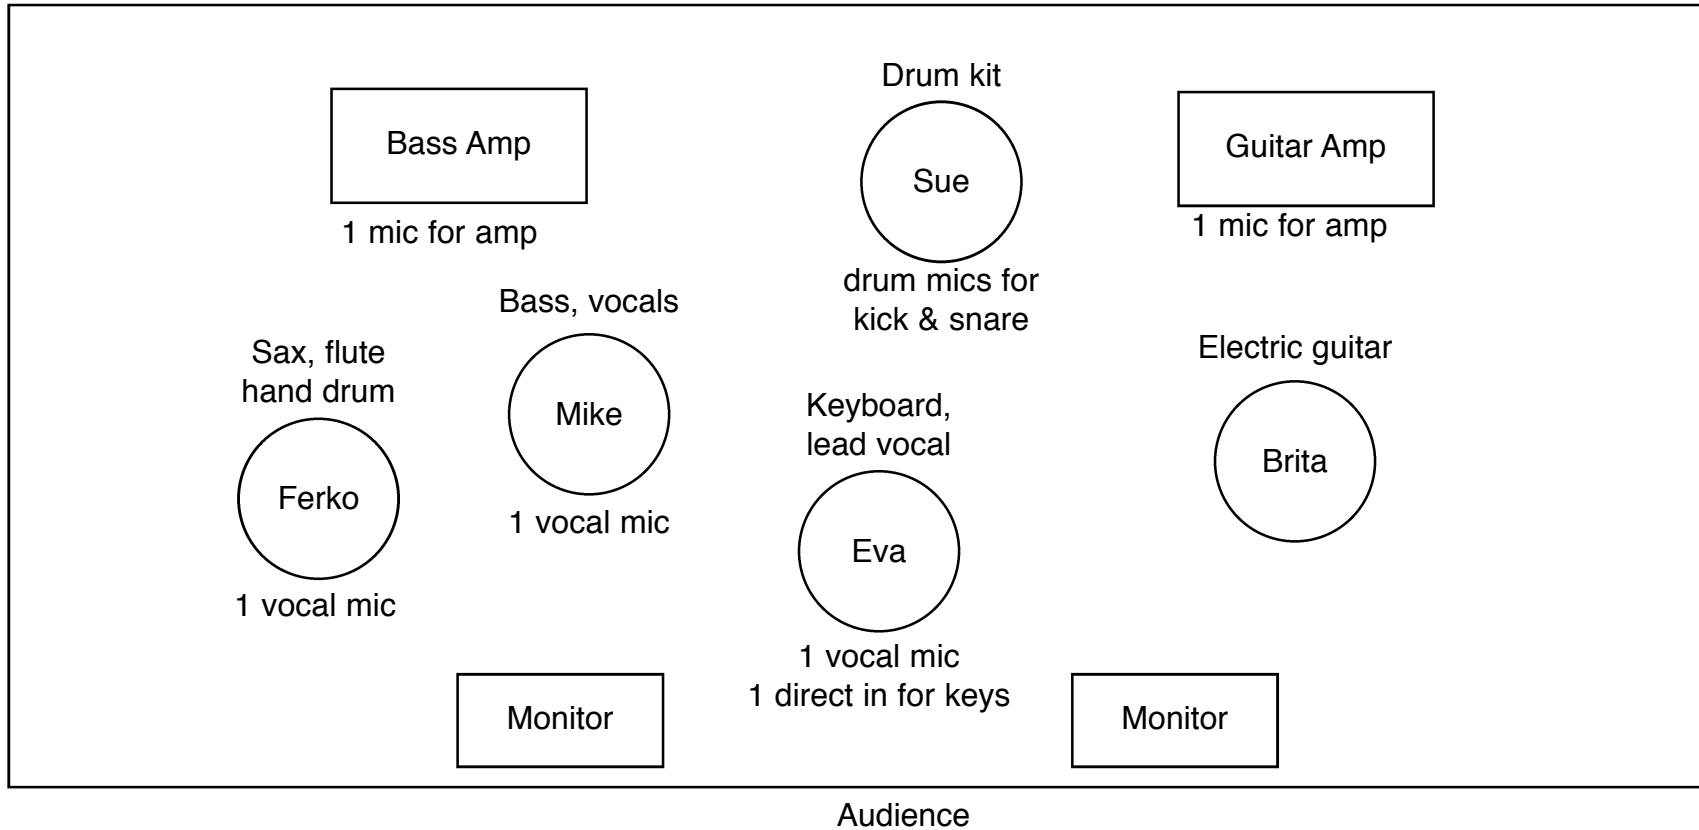 Drum kit
Bass Amp
Sue
Guitar Amp
1 mic for amp
1 mic for amp
drum mics for
kick & snare
Bass, vocals
Sax, flute
hand drum
Electric guitar
Mike
Keyboard,
lead vocal
Brita
Ferko
1 vocal mic
Eva
1 vocal mic
1 vocal mic
1 direct in for keys
Monitor
Monitor
Audience